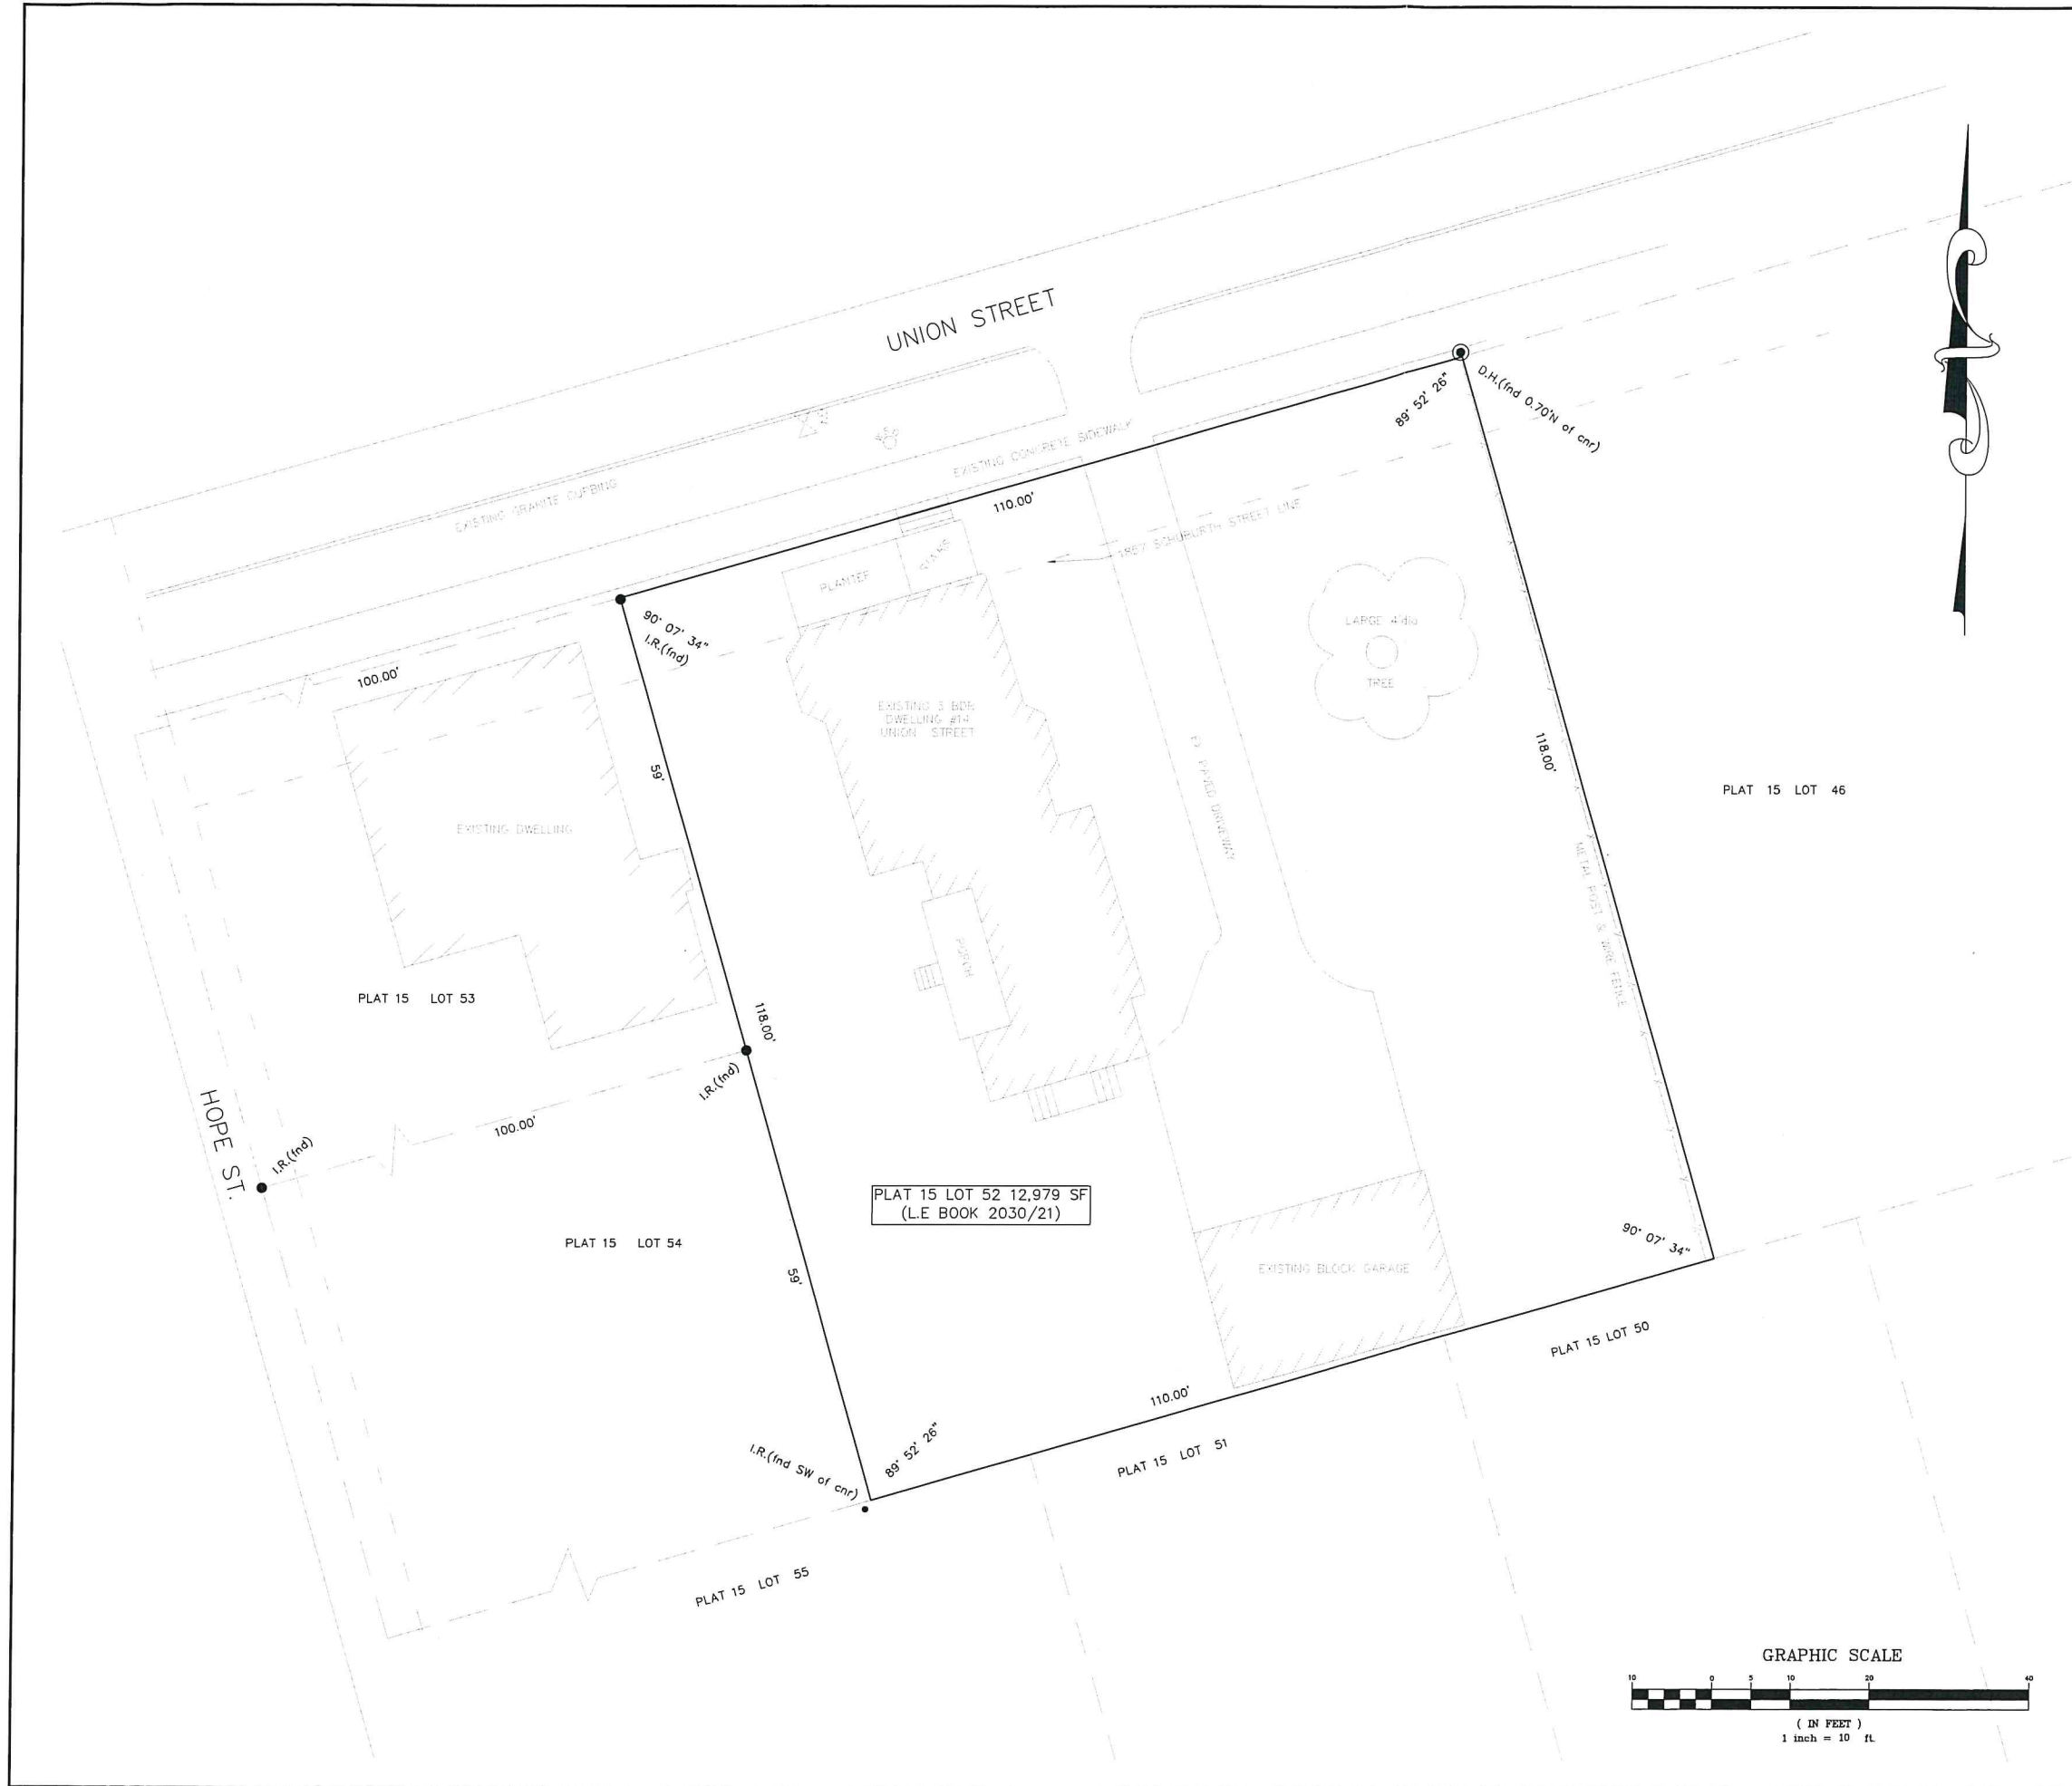 UNION STREET
D.H.(fnd 0.70'N of cnr)
89° 52' 26"
EXISTING CONCRETE SIDEWALK
EXISTING GRANITE CURBING
110.00'
1867 SCHUBURTH STREET LINE
STAIRS
PLANTER
90° 07' 34"
I.R.(fnd)
100.00'
LARGE 4'dia
TREE
EXISTING 3 BDR
DWELLING #14
UNION STREET
59'
118.00'
PAVED DRIVEWAY
PLAT 15 LOT 46
EXISTING DWELLING
METAL POST & WIRE FENCE
PORCH
PLAT 15 LOT 53
118.00'
I.R.(fnd)
HOPE ST.
100.00'
I.R.(fnd)
PLAT 15 LOT 52 12,979 SF
(L.E BOOK 2030/21)
PLAT 15 LOT 54
90° 07' 34"
59'
EXISTING BLOCK GARAGE
PLAT 15 LOT 50
110.00'
89° 52' 26"
I.R.(fnd SW of cnr)
PLAT 15 LOT 51
PLAT 15 LOT 55
GRAPHIC SCALE
10 0 5 10 20 40
( IN FEET )
1 inch = 10 ft.